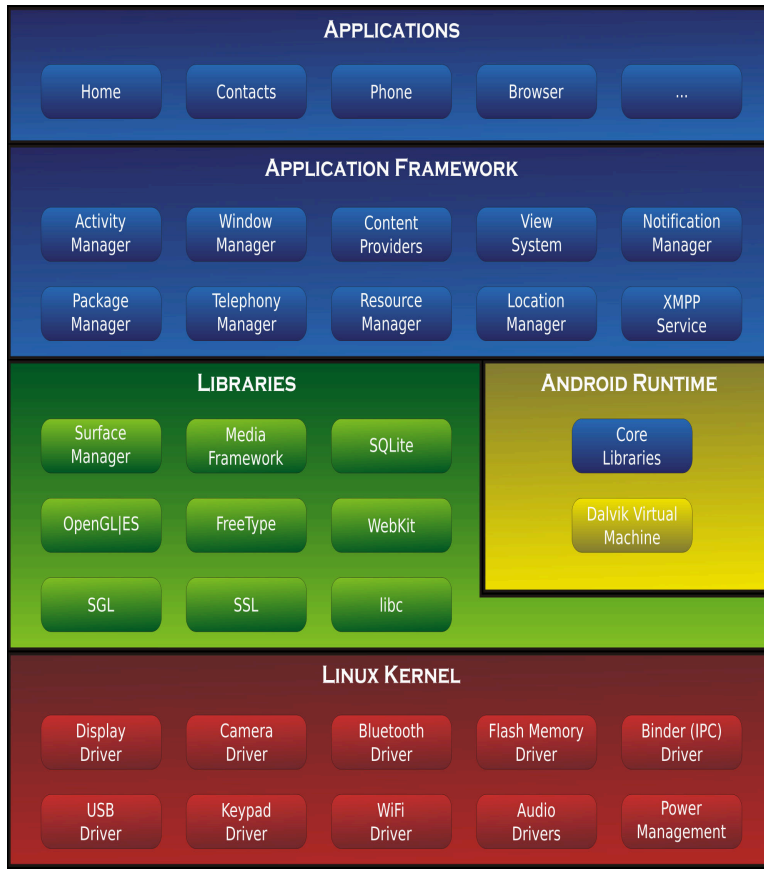 APPLICATIONS
Home
Contacts
Phone
Browser
...
APPLICATION FRAMEWORK
Activity
Manager
Window
Manager
Content
Providers
View
System
Notification
Manager
Package
Manager
Telephony
Manager
Resource
Manager
Location
Manager
XMPP
Service
LIBRARIES
Surface
Manager
Media
Framework
SQLite
OpenGL|ES
FreeType
WebKit
SGL
SSL
libc
ANDROID RUNTIME
Core
Libraries
Dalvik Virtual
Machine
LINUX KERNEL
Display
Driver
Camera
Driver
Bluetooth
Driver
Flash Memory
Driver
Binder (IPC)
Driver
USB
Driver
Keypad
Driver
WiFi
Driver
Audio
Drivers
Power
Management